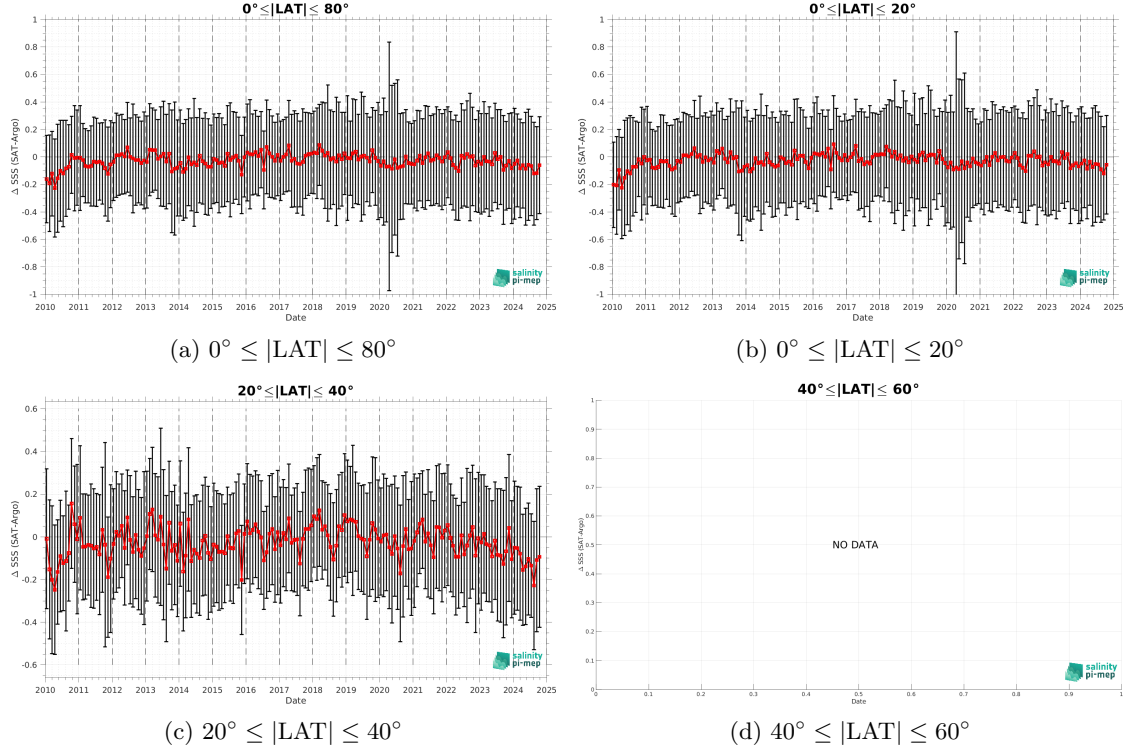 0°≤|LAT|≤ 80°
Δ SSS (SAT-Argo)
1
0.8
0.6
0.4
0.2
0
-0.2
-0.4
-0.6
-0.8
-1
2010 2011 2012 2013 2014 2015 2016 2017 2018 2019 2020 2021 2022 2023 2024 2025
Date
salinity
pi-mep
(a) 0° ≤ |LAT| ≤ 80°
0°≤|LAT|≤ 20°
Δ SSS (SAT-Argo)
1
0.8
0.6
0.4
0.2
0
-0.2
-0.4
-0.6
-0.8
-1
2010 2011 2012 2013 2014 2015 2016 2017 2018 2019 2020 2021 2022 2023 2024 2025
Date
salinity
pi-mep
(b) 0° ≤ |LAT| ≤ 20°
20°≤|LAT|≤ 40°
Δ SSS (SAT-Argo)
0.6
0.4
0.2
0
-0.2
-0.4
-0.6
2010 2011 2012 2013 2014 2015 2016 2017 2018 2019 2020 2021 2022 2023 2024 2025
Date
salinity
pi-mep
(c) 20° ≤ |LAT| ≤ 40°
40°≤|LAT|≤ 60°
Δ SSS (SAT-Argo)
1
0.9
0.8
0.7
0.6
0.5
0.4
0.3
0.2
0.1
0
NO DATA
0 0.1 0.2 0.3 0.4 0.5 0.6 0.7 0.8 0.9 1
Date
salinity
pi-mep
(d) 40° ≤ |LAT| ≤ 60°